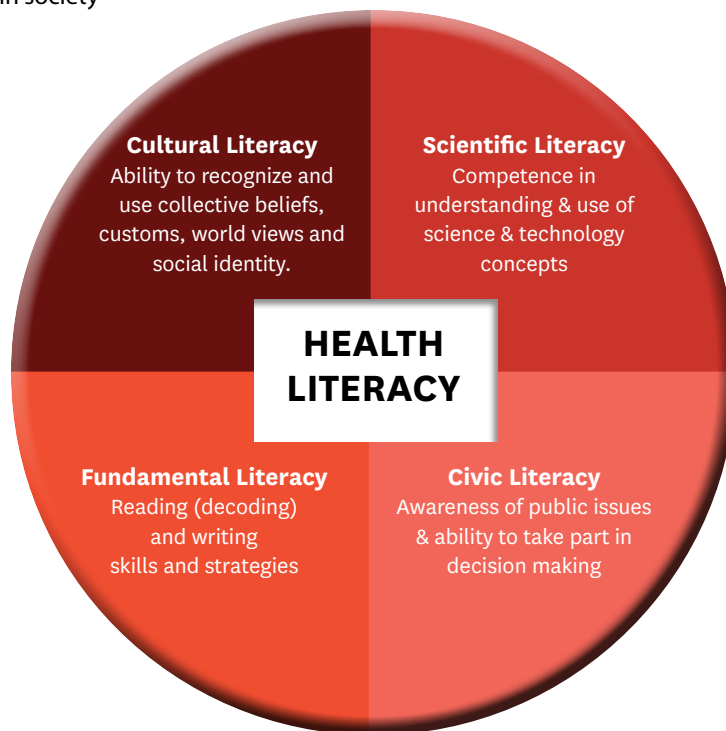 in society
Cultural Literacy
Ability to recognize and
use collective beliefs,
customs, world views and
social identity.
Scientific Literacy
Competence in
understanding & use of
science & technology
concepts
HEALTH
LITERACY
Fundamental Literacy
Reading (decoding)
and writing
skills and strategies
Civic Literacy
Awareness of public issues
& ability to take part in
decision making